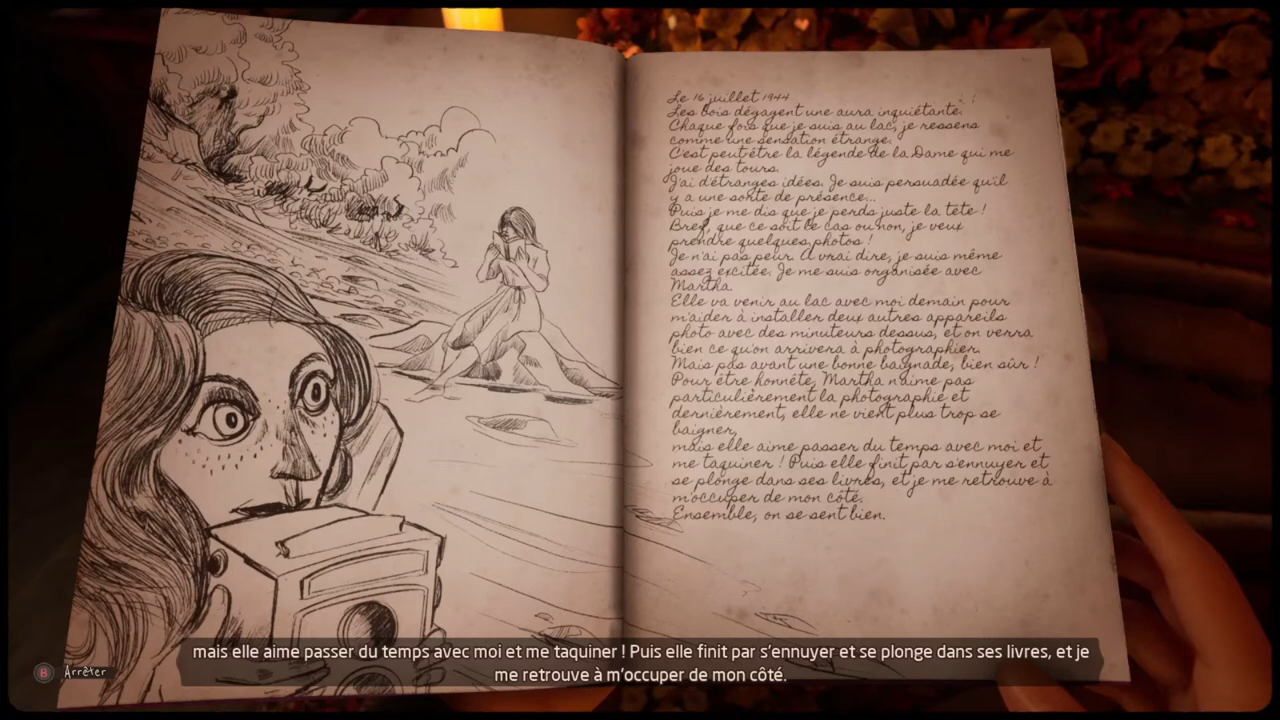 Le 16 juillet 1944
Les bois dégagent une aura inquiétante.
Chaque fois que je suis au lac, je ressens
comme une sensation étrange.
C'est peut-être la légende de la Dame qui me
joue des tours.
J'ai d'étranges idées. Je suis persuadée qu'il
y a une sorte de présence...
Puis je me dis que je perds juste la tête !
Bref, que ce soit le cas ou non, je veux
prendre quelques photos !
Je n'ai pas peur. À vrai dire, je suis même
assez excitée. Je me suis organisée avec
Martha.
Elle va venir au lac avec moi demain pour
m'aider à installer deux autres appareils
photo avec des minuteurs dessus, et on verra
bien ce qu'on arrivera à photographier.
Mais pas avant une bonne baignade, bien sûr !
Pour être honnête, Martha n'aime pas
particulièrement la photographie et
dernièrement, elle ne vient plus trop se
baigner,
mais elle aime passer du temps avec moi et
me taquiner ! Puis elle finit par s'ennuyer et
se plonge dans ses livres, et je me retrouve à
m'occuper de mon côté.
Ensemble, on se sent bien.
mais elle aime passer du temps avec moi et me taquiner ! Puis elle finit par s'ennuyer et se plonge dans ses livres, et je
me retrouve à m'occuper de mon côté.
B Arrêter